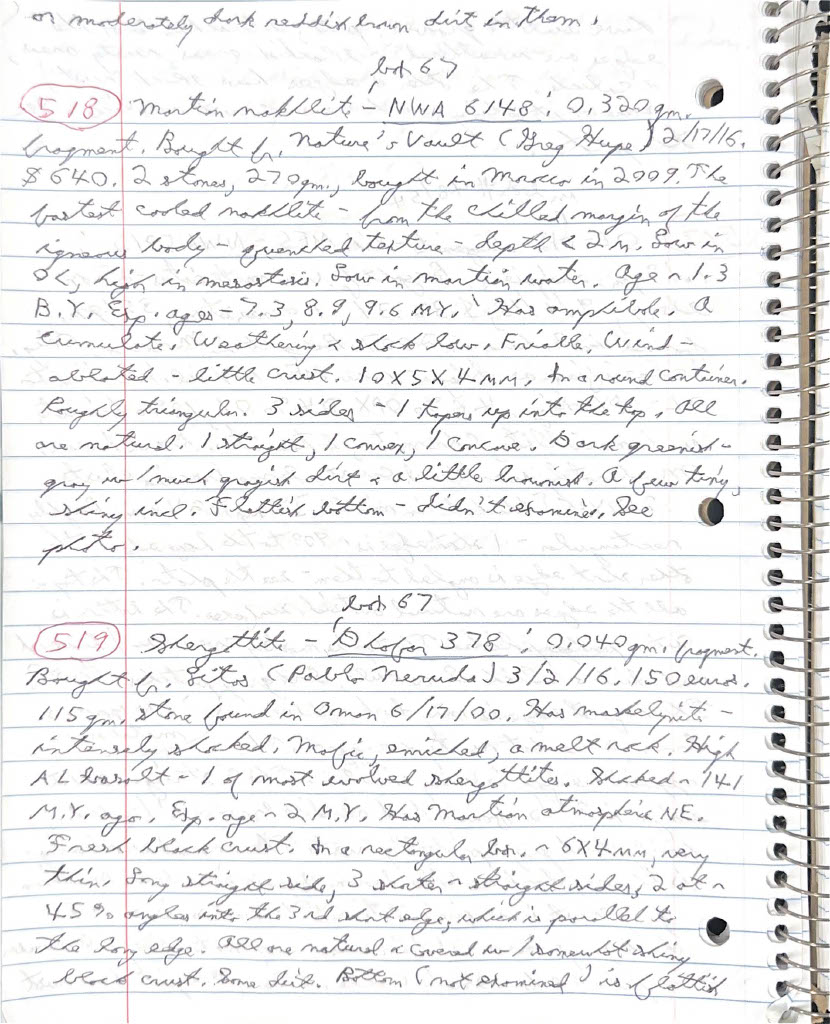 or moderately dark reddish brown dirt in them.
box 67
518 Martian nakhlite - NWA 6148: 0.320 gm.
fragment. Bought fr. Nature's Vault (Greg Hupe) 2/17/16.
$640. 2 stones, 270 gm., bought in Morocco in 2009. The
fastest cooled nakhlite - from the chilled margin of the
igneous body - quenched texture - depth < 2 m. Low in
OL, high in mesostasis. Low in martian water. Age ~ 1.3
B.Y. Exp. ages - 7.3, 8.9, 9.6 M.Y. Has amphibole. A
cumulate. Weathering & shock low. Friable, Wind-
ablated - little crust. 10X5X4 MM. In a round container.
Roughly triangular. 3 sides - 1 tapers up into the top. All
are natural. 1 straight, 1 convex, 1 concave. Dark greenish-
gray w/ much grayish dirt & a little brownish. A few tiny,
shiny incl. Flattish bottom - didn't examine. See
photo.
box 67
519 Shergottite - Dhofar 378: 0.040 gm. fragment.
Bought fr. Litos (Pablo Neruda) 3/2/16. 150 euros.
115 gm. stone found in Oman 6/17/00. Has maskelynite -
intensely shocked. Mafic, enriched, a melt rock. High
AL basalt - 1 of most evolved shergottites. Shocked ~ 141
M.Y. ago. Exp. age ~ 2 M.Y. Has Martian atmospheric NE.
Fresh black crust. In a rectangular box. ~ 6X4 MM, very
thin. Long straight side, 3 shorter ~ straight sides, 2 at ~
45° angles into the 3rd short edge, which is parallel to
the long edge. All are natural & covered w/ somewhat shiny
black crust. Some dirt. Bottom (not examined) is flattish